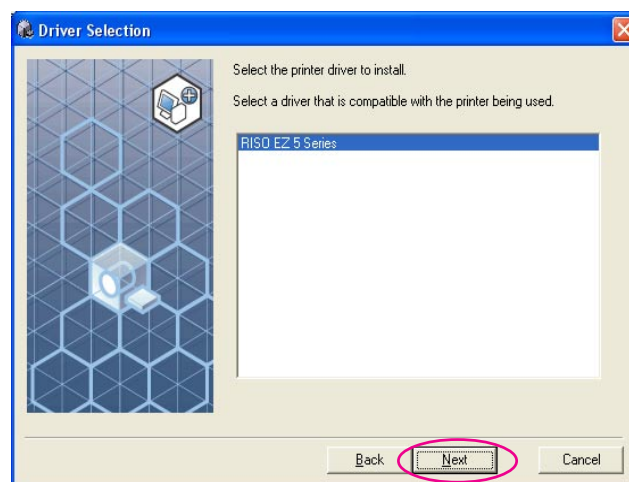 Driver Selection
Select the printer driver to install.
Select a driver that is compatible with the printer being used.
RISO EZ 5 Series
Back Next Cancel